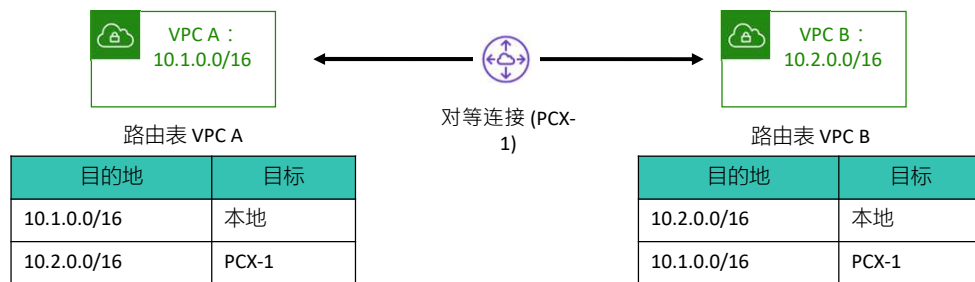 VPC A：
10.1.0.0/16
VPC B：
10.2.0.0/16
对等连接 (PCX-
1)
路由表 VPC A
目的地 目标
10.1.0.0/16 本地
10.2.0.0/16 PCX-1
路由表 VPC B
目的地 目标
10.2.0.0/16 本地
10.1.0.0/16 PCX-1